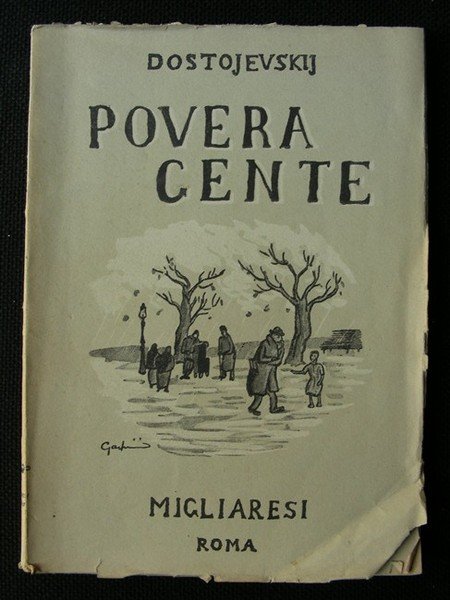 DOSTOJEVSKIJ
POVERA
GENTE
MIGLIARESI
ROMA